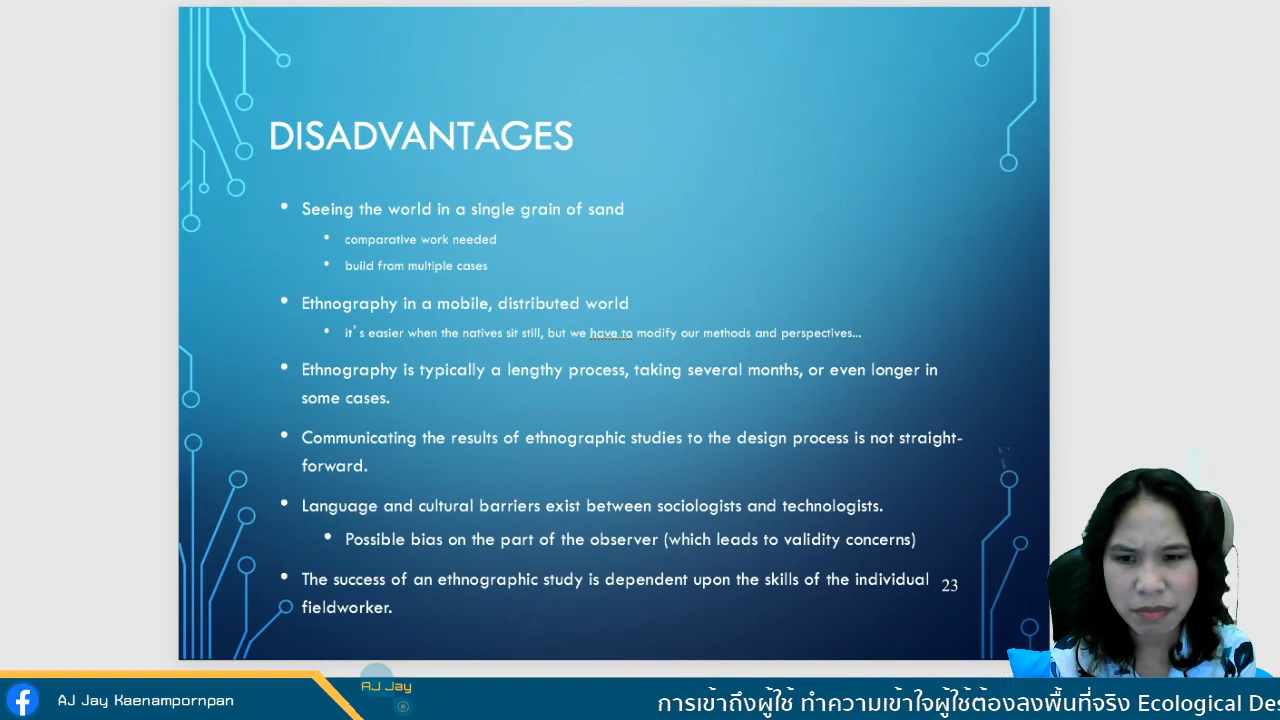 DISADVANTAGES
• Seeing the world in a single grain of sand
• comparative work needed
• build from multiple cases
• Ethnography in a mobile, distributed world
• it's easier when the natives sit still, but we have to modify our methods and perspectives…
• Ethnography is typically a lengthy process, taking several months, or even longer in
some cases.
• Communicating the results of ethnographic studies to the design process is not straight-
forward.
• Language and cultural barriers exist between sociologists and technologists.
• Possible bias on the part of the observer (which leads to validity concerns)
• The success of an ethnographic study is dependent upon the skills of the individual
fieldworker.
23
AJ Jay Kaenampornpan
AJ Jay
การเข้าถึงผู้ใช้ ทำความเข้าใจผู้ใช้ต้องลงพื้นที่จริง Ecological Des